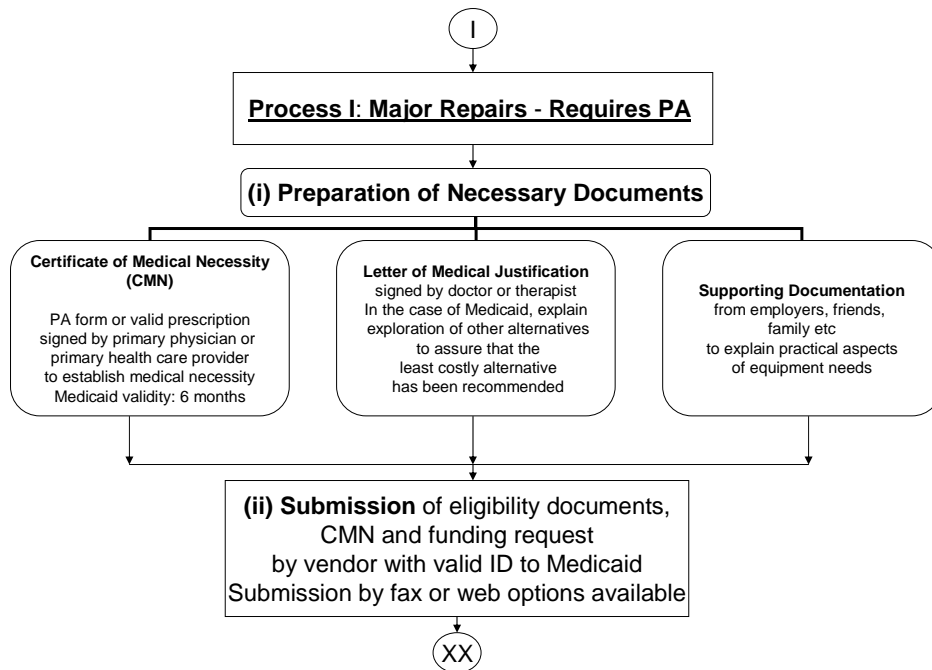 I
Process I: Major Repairs - Requires PA
(i) Preparation of Necessary Documents
Certificate of Medical Necessity
(CMN)
PA form or valid prescription
signed by primary physician or
primary health care provider
to establish medical necessity
Medicaid validity: 6 months
Letter of Medical Justification
signed by doctor or therapist
In the case of Medicaid, explain
exploration of other alternatives
to assure that the
least costly alternative
has been recommended
Supporting Documentation
from employers, friends,
family etc
to explain practical aspects
of equipment needs
(ii) Submission of eligibility documents,
CMN and funding request
by vendor with valid ID to Medicaid
Submission by fax or web options available
XX